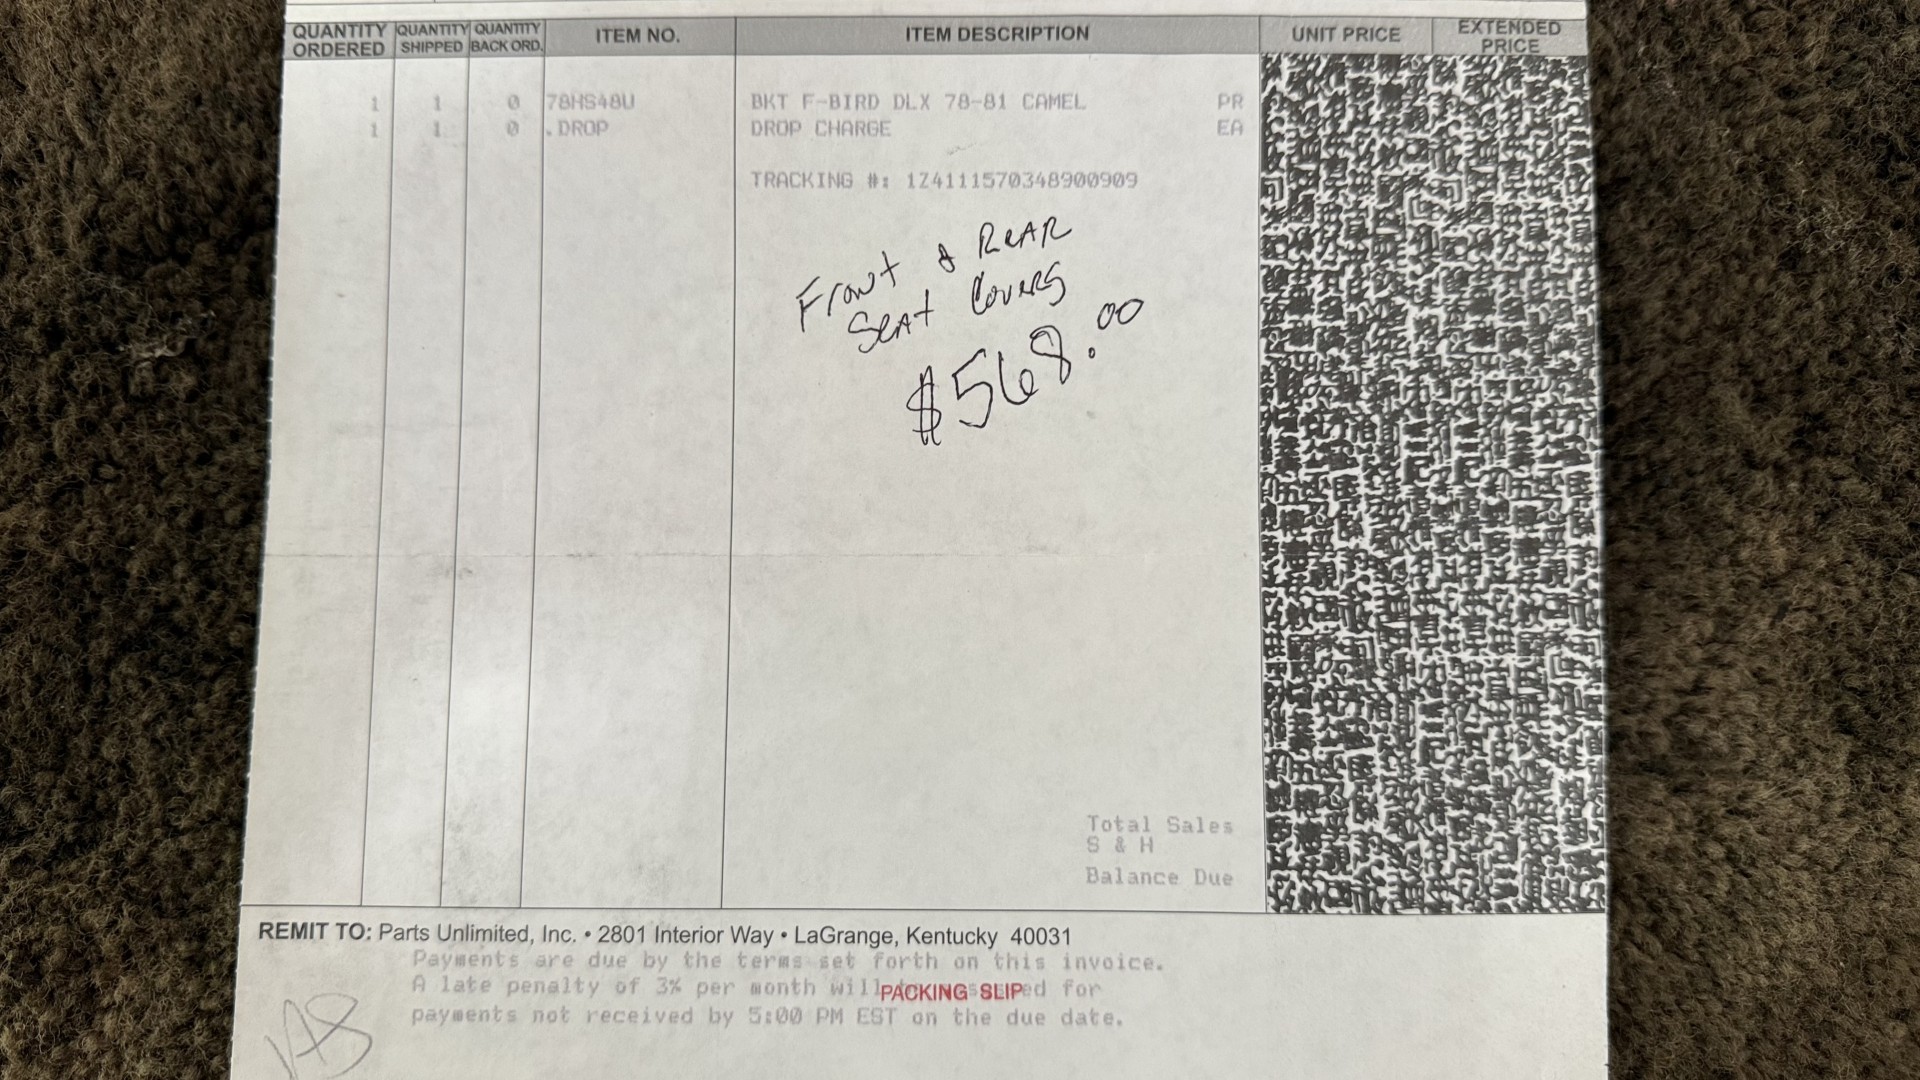 QUANTITY ORDERED QUANTITY SHIPPED QUANTITY BACK ORD. ITEM NO. ITEM DESCRIPTION UNIT PRICE EXTENDED PRICE
1 1 0 78HS48U BKT F-BIRD DLX 78-81 CAMEL PR
1 1 0 .DROP DROP CHARGE EA
TRACKING #: 1Z4111570348900909
Front & Rear
Seat Covers
$568.00
Total Sales
S & H
Balance Due
REMIT TO: Parts Unlimited, Inc. • 2801 Interior Way • LaGrange, Kentucky 40031
Payments are due by the terms set forth on this invoice.
A late penalty of 3% per month will PACKING SLIP for
payments not received by 5:00 PM EST on the due date.